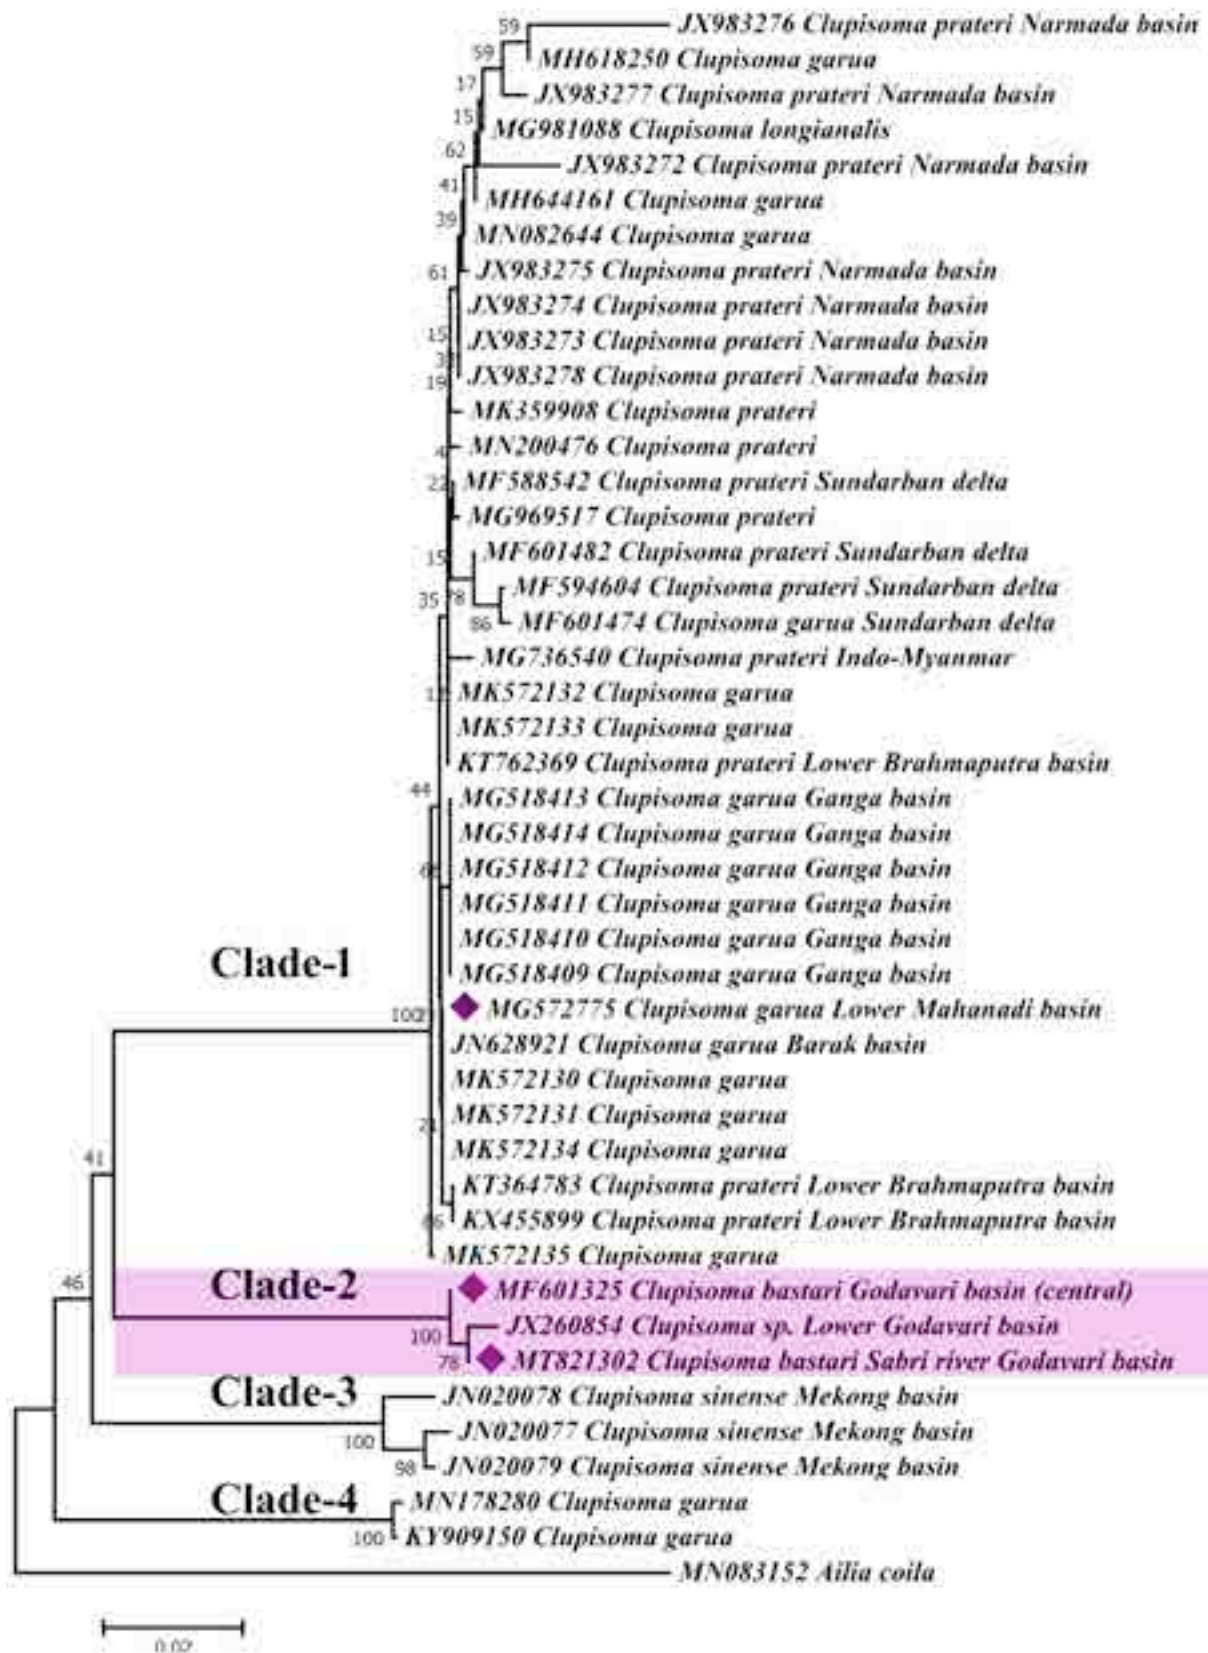 59
JX983276 Clupisoma prateri Narmada basin
59
MH618250 Clupisoma garua
17
JX983277 Clupisoma prateri Narmada basin
15
MG981088 Clupisoma longianalis
62
JX983272 Clupisoma prateri Narmada basin
41
MH644161 Clupisoma garua
39
MN082644 Clupisoma garua
61
JX983275 Clupisoma prateri Narmada basin
JX983274 Clupisoma prateri Narmada basin
15
JX983273 Clupisoma prateri Narmada basin
19
JX983278 Clupisoma prateri Narmada basin
MK359908 Clupisoma prateri
4
MN200476 Clupisoma prateri
22
MF588542 Clupisoma prateri Sundarban delta
MG969517 Clupisoma prateri
15
MF601482 Clupisoma prateri Sundarban delta
35
78
MF594604 Clupisoma prateri Sundarban delta
86
MF601474 Clupisoma garua Sundarban delta
MG736540 Clupisoma prateri Indo-Myanmar
MK572132 Clupisoma garua
MK572133 Clupisoma garua
KT762369 Clupisoma prateri Lower Brahmaputra basin
44
MG518413 Clupisoma garua Ganga basin
MG518414 Clupisoma garua Ganga basin
MG518412 Clupisoma garua Ganga basin
MG518411 Clupisoma garua Ganga basin
MG518410 Clupisoma garua Ganga basin
Clade-1
MG518409 Clupisoma garua Ganga basin
100
MG572775 Clupisoma garua Lower Mahanadi basin
JN628921 Clupisoma garua Barak basin
MK572130 Clupisoma garua
MK572131 Clupisoma garua
21
MK572134 Clupisoma garua
41
KT364783 Clupisoma prateri Lower Brahmaputra basin
66
KX455899 Clupisoma prateri Lower Brahmaputra basin
MK572135 Clupisoma garua
46
Clade-2
MF601325 Clupisoma bastari Godavari basin (central)
100
JX260854 Clupisoma sp. Lower Godavari basin
78
MT821302 Clupisoma bastari Sabri river Godavari basin
Clade-3
JN020078 Clupisoma sinense Mekong basin
100
JN020077 Clupisoma sinense Mekong basin
98
JN020079 Clupisoma sinense Mekong basin
Clade-4
MN178280 Clupisoma garua
100
KY909150 Clupisoma garua
MN083152 Ailia coila
0.02